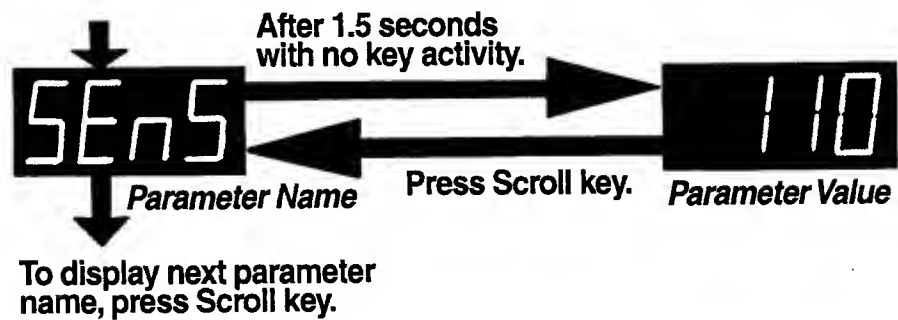 After 1.5 seconds
with no key activity.
SEnS
110
Parameter Name
Press Scroll key.
Parameter Value
To display next parameter
name, press Scroll key.